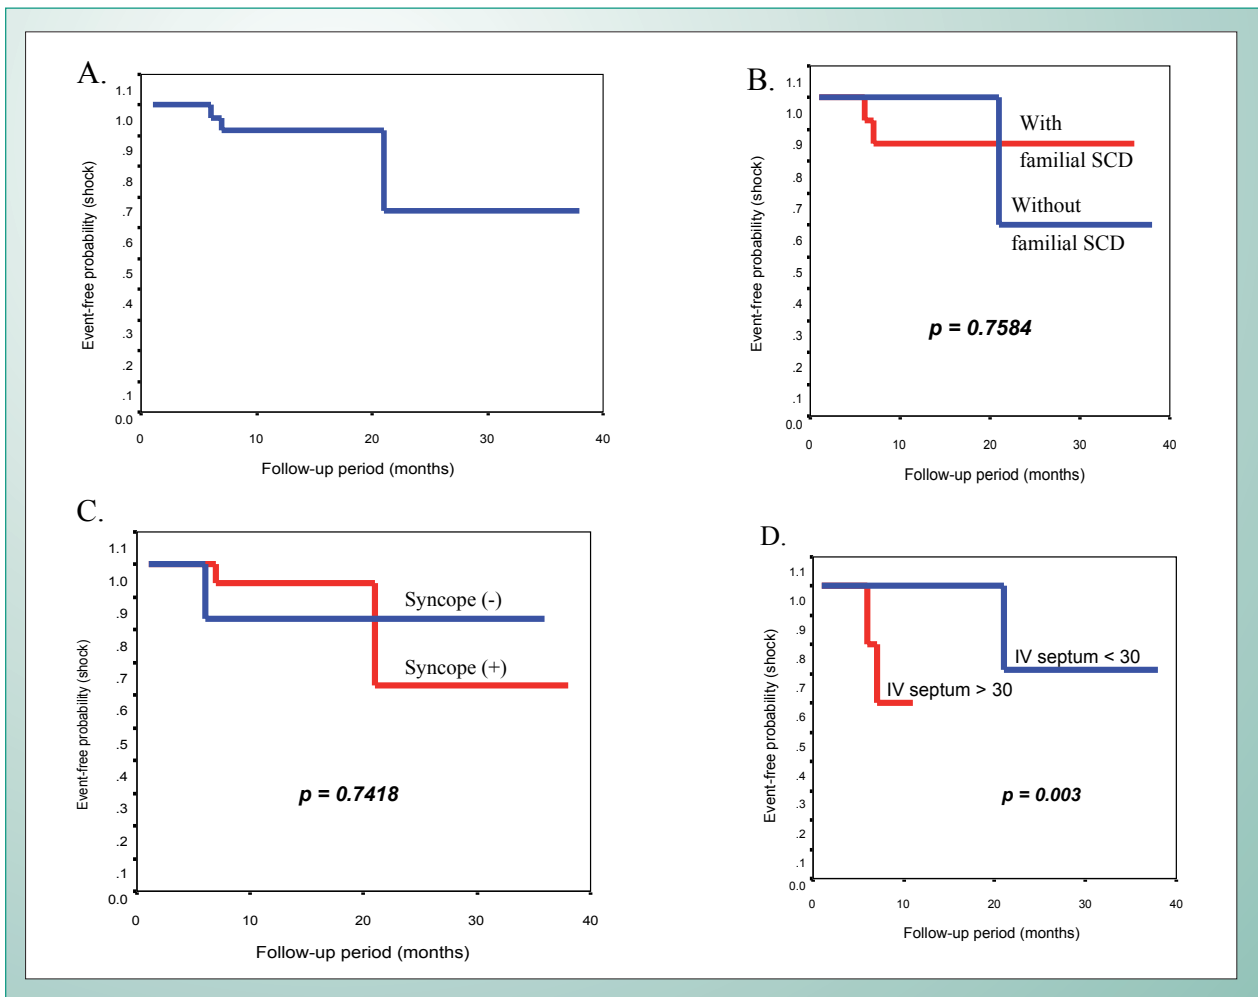 A.
1.1
1.0
.9
.8
.7
.6
.5
.4
.3
.2
.1
0.0
Event-free probability (shock)
0 10 20 30 40
Follow-up period (months)
B.
1.1
1.0
.9
.8
.7
.6
.5
.4
.3
.2
.1
0.0
Event-free probability (shock)
With
familial SCD
Without
familial SCD
p = 0.7584
0 10 20 30 40
Follow-up period (months)
C.
1.1
1.0
.9
.8
.7
.6
.5
.4
.3
.2
.1
0.0
Event-free probability (shock)
Syncope (-)
Syncope (+)
p = 0.7418
0 10 20 30 40
Follow-up period (months)
D.
1.1
1.0
.9
.8
.7
.6
.5
.4
.3
.2
.1
0.0
Event-free probability (shock)
IV septum < 30
IV septum > 30
p = 0.003
0 10 20 30 40
Follow-up period (months)